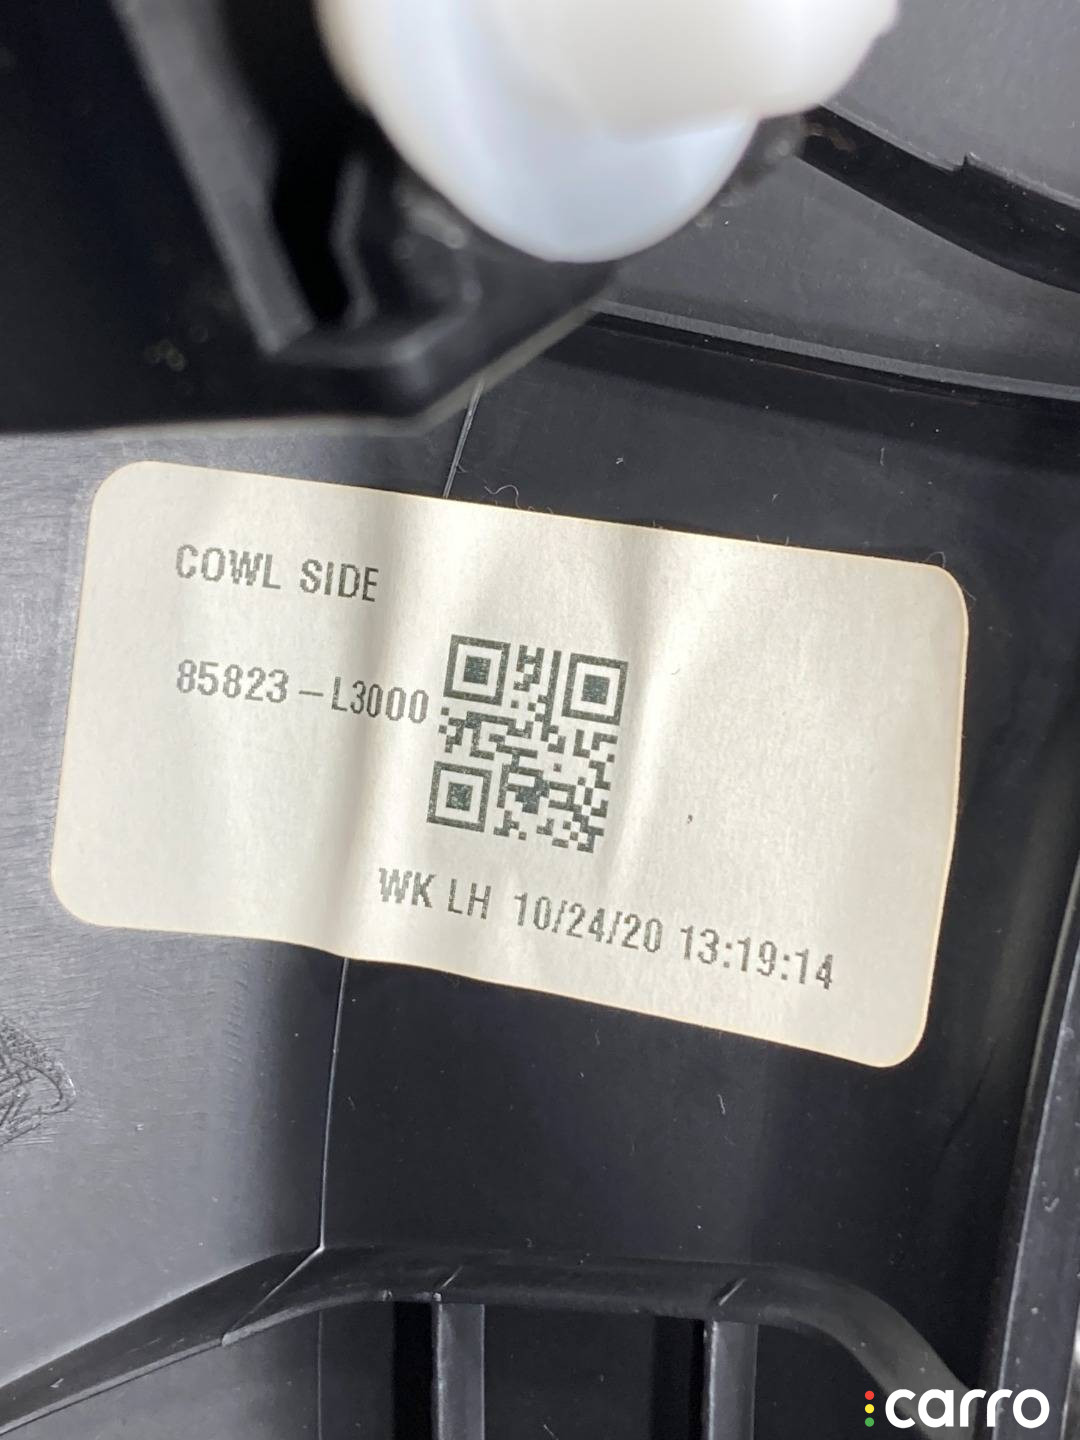 COWL SIDE
85823-L3000
WK LH 10/24/20 13:19:14
carro